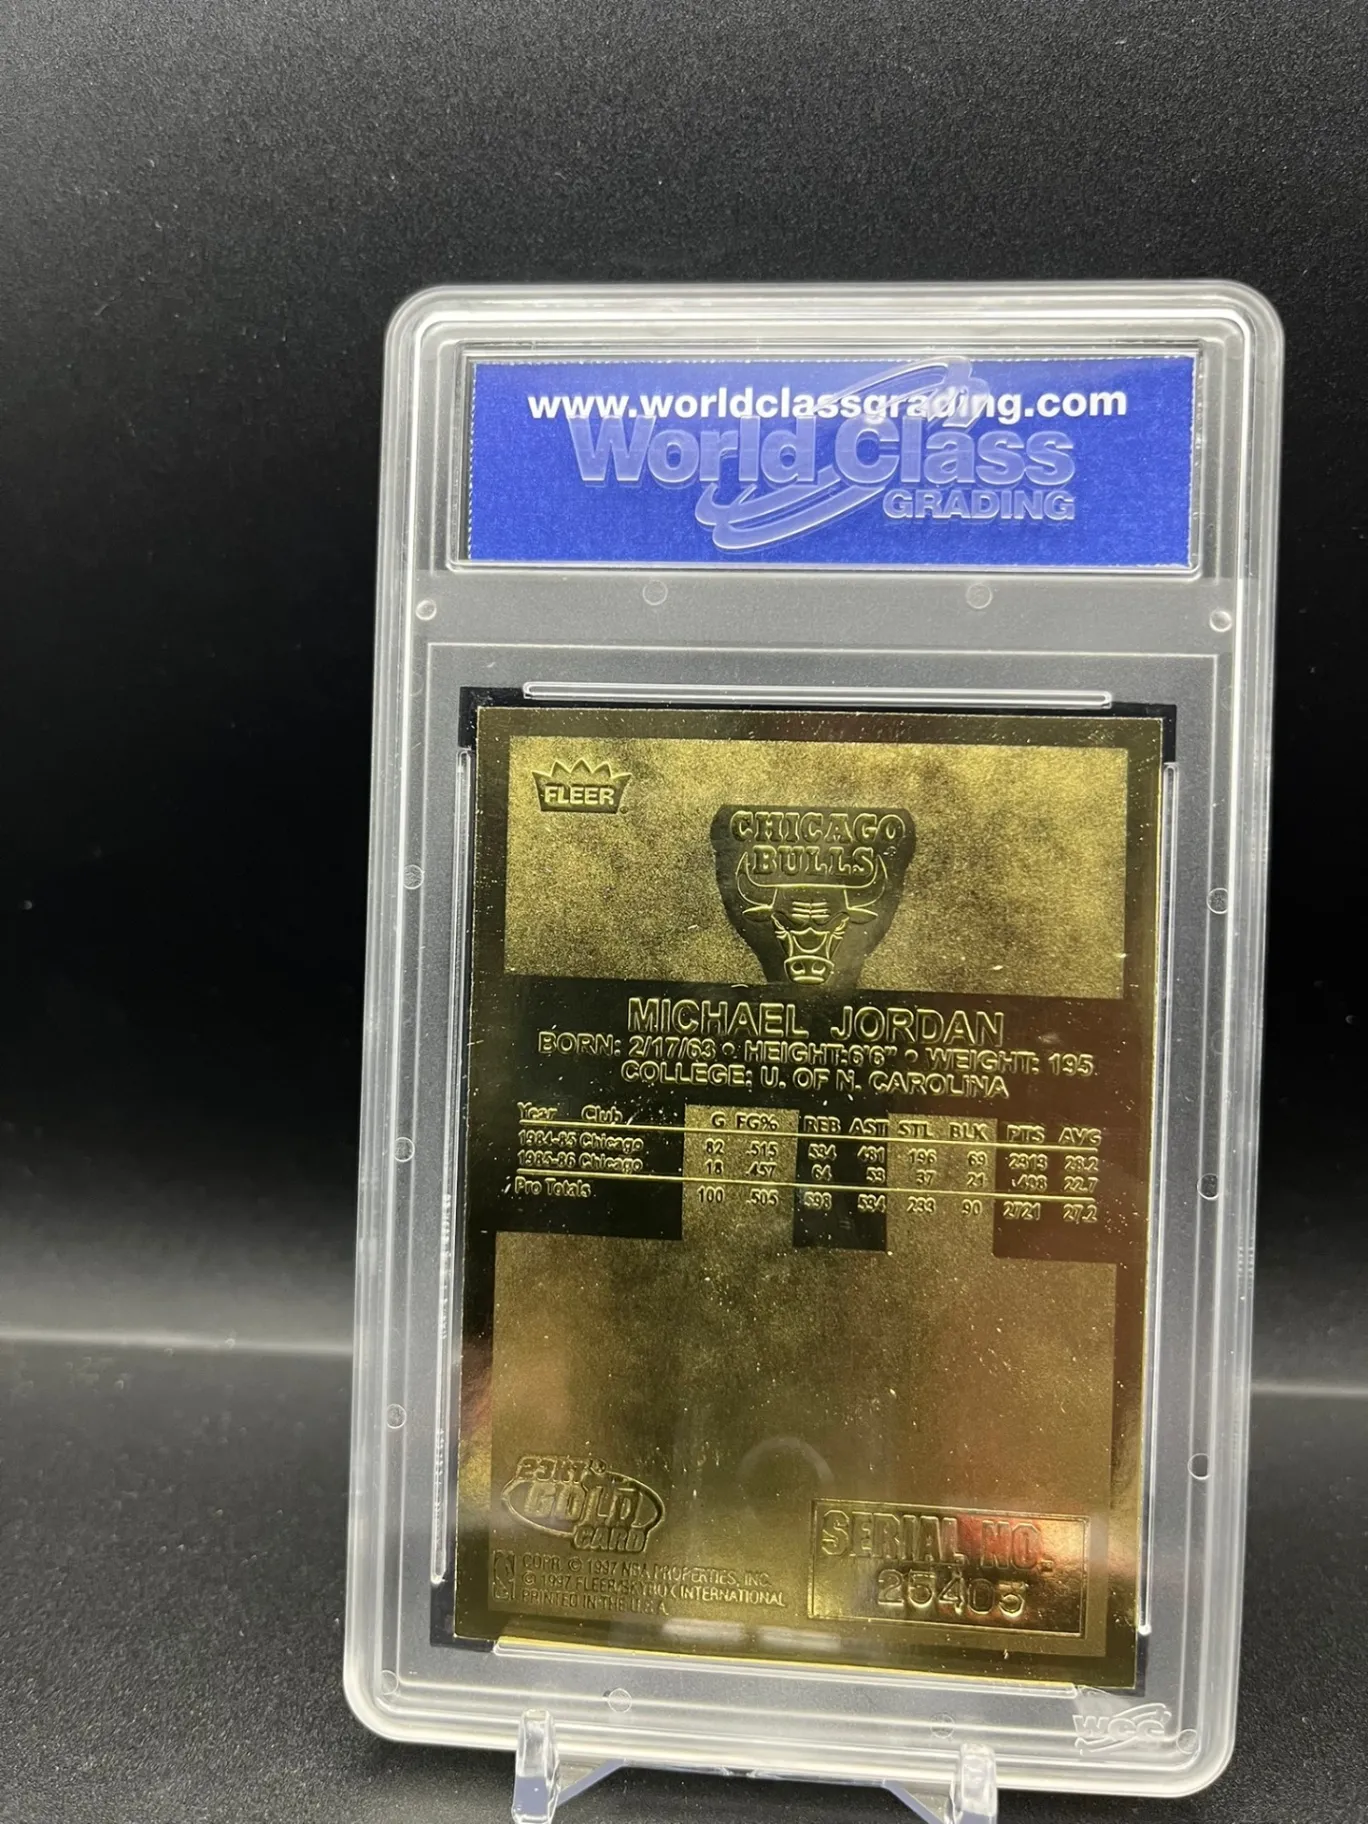 www.worldclassgrading.com
World Class
GRADING
FLEER
CHICAGO
BULLS
MICHAEL JORDAN
BORN: 2/17/63 • HEIGHT:6'6" • WEIGHT: 195
COLLEGE: U. OF N. CAROLINA
Year Club G FG% REB AST STL BLK PTS AVG
1984-85 Chicago 82 .515 534 481 196 69 2313 28.2
1985-86 Chicago 18 .457 64 53 37 21 .408 22.7
Pro Totals 100 .505 598 534 233 90 2721 27.2
23KT
GOLD
CARD
SERIAL NO.
25405
COPR. © 1997 NBA PROPERTIES, INC.
© 1997 FLEER/SKYBOX INTERNATIONAL
PRINTED IN THE U.S.A.
WCG